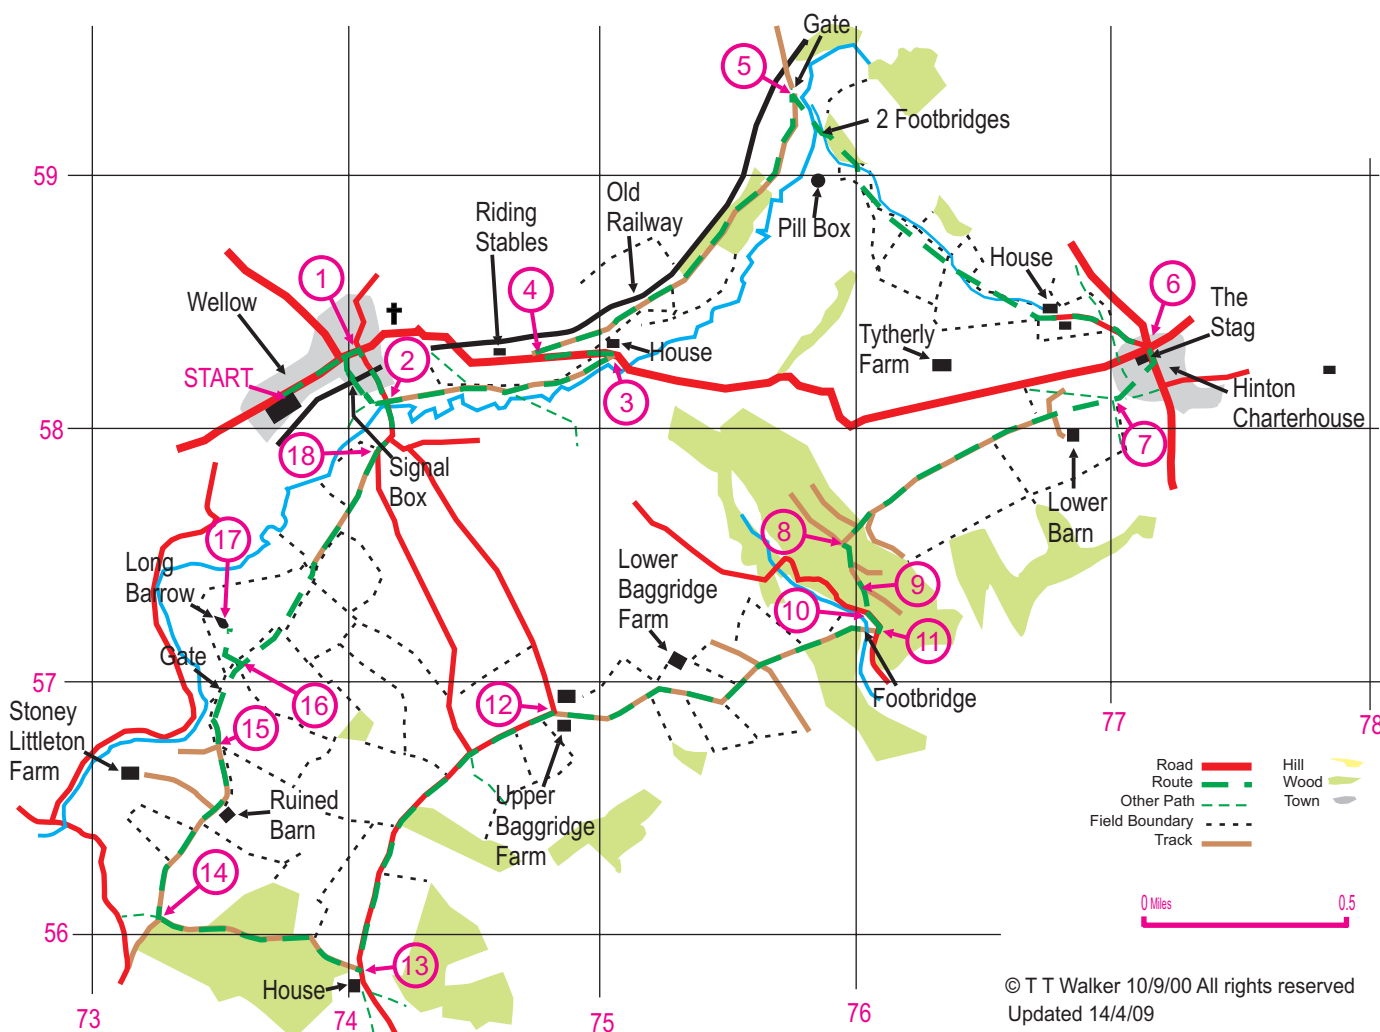 Gate
5
2 Footbridges
59
Old
Railway
Riding
Stables
Pill Box
House
1
4
6
Wellow
The
Stag
2
House
Tytherly
Farm
START
Hinton
Charterhouse
3
58
7
18
Signal
Box
Lower
Barn
17
8
Long
Barrow
Lower
Baggridge
Farm
9
10
11
Gate
57
16
12
Footbridge
Stoney
Littleton
Farm
15
77
78
Road
Hill
Route
Wood
Other Path
Town
Field Boundary
Track
Ruined
Barn
Upper
Baggridge
Farm
14
0 Miles
0.5
56
13
House
© T T Walker 10/9/00 All rights reserved
Updated 14/4/09
73
74
75
76